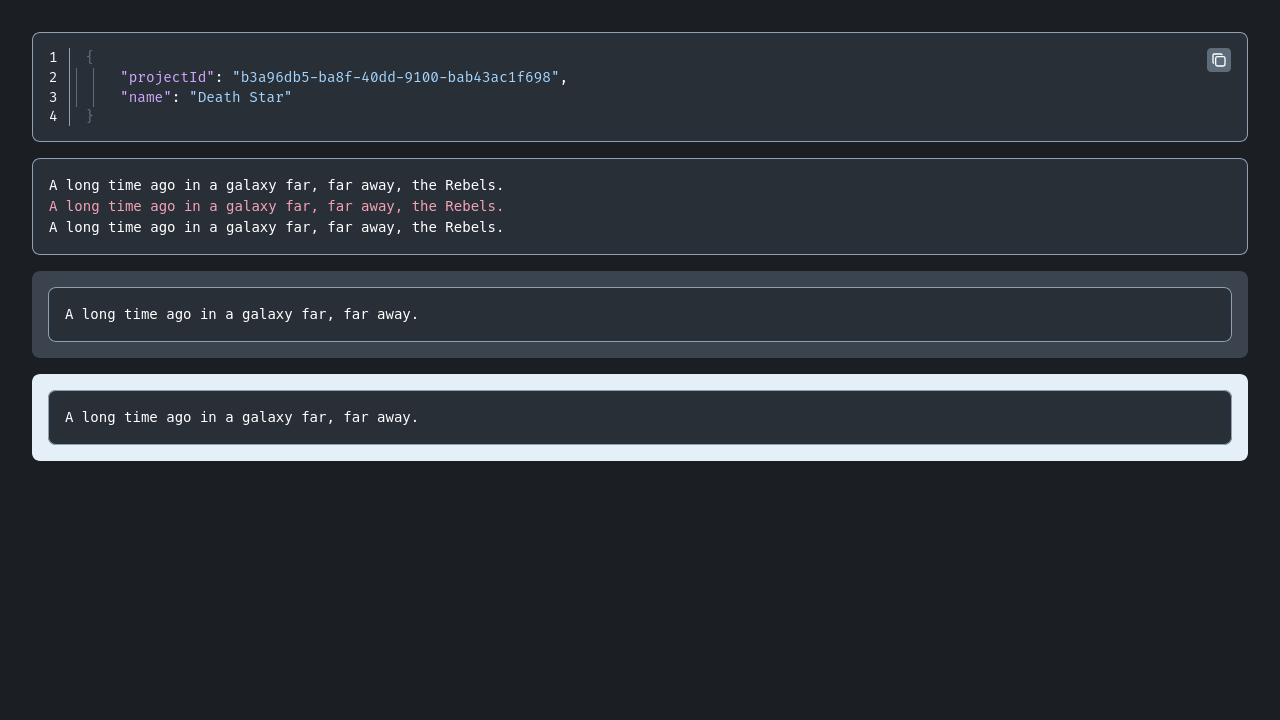 1 {
2 "projectId": "b3a96db5-ba8f-40dd-9100-bab43ac1f698",
3 "name": "Death Star"
4 }
A long time ago in a galaxy far, far away, the Rebels.
A long time ago in a galaxy far, far away, the Rebels.
A long time ago in a galaxy far, far away, the Rebels.
A long time ago in a galaxy far, far away.
A long time ago in a galaxy far, far away.